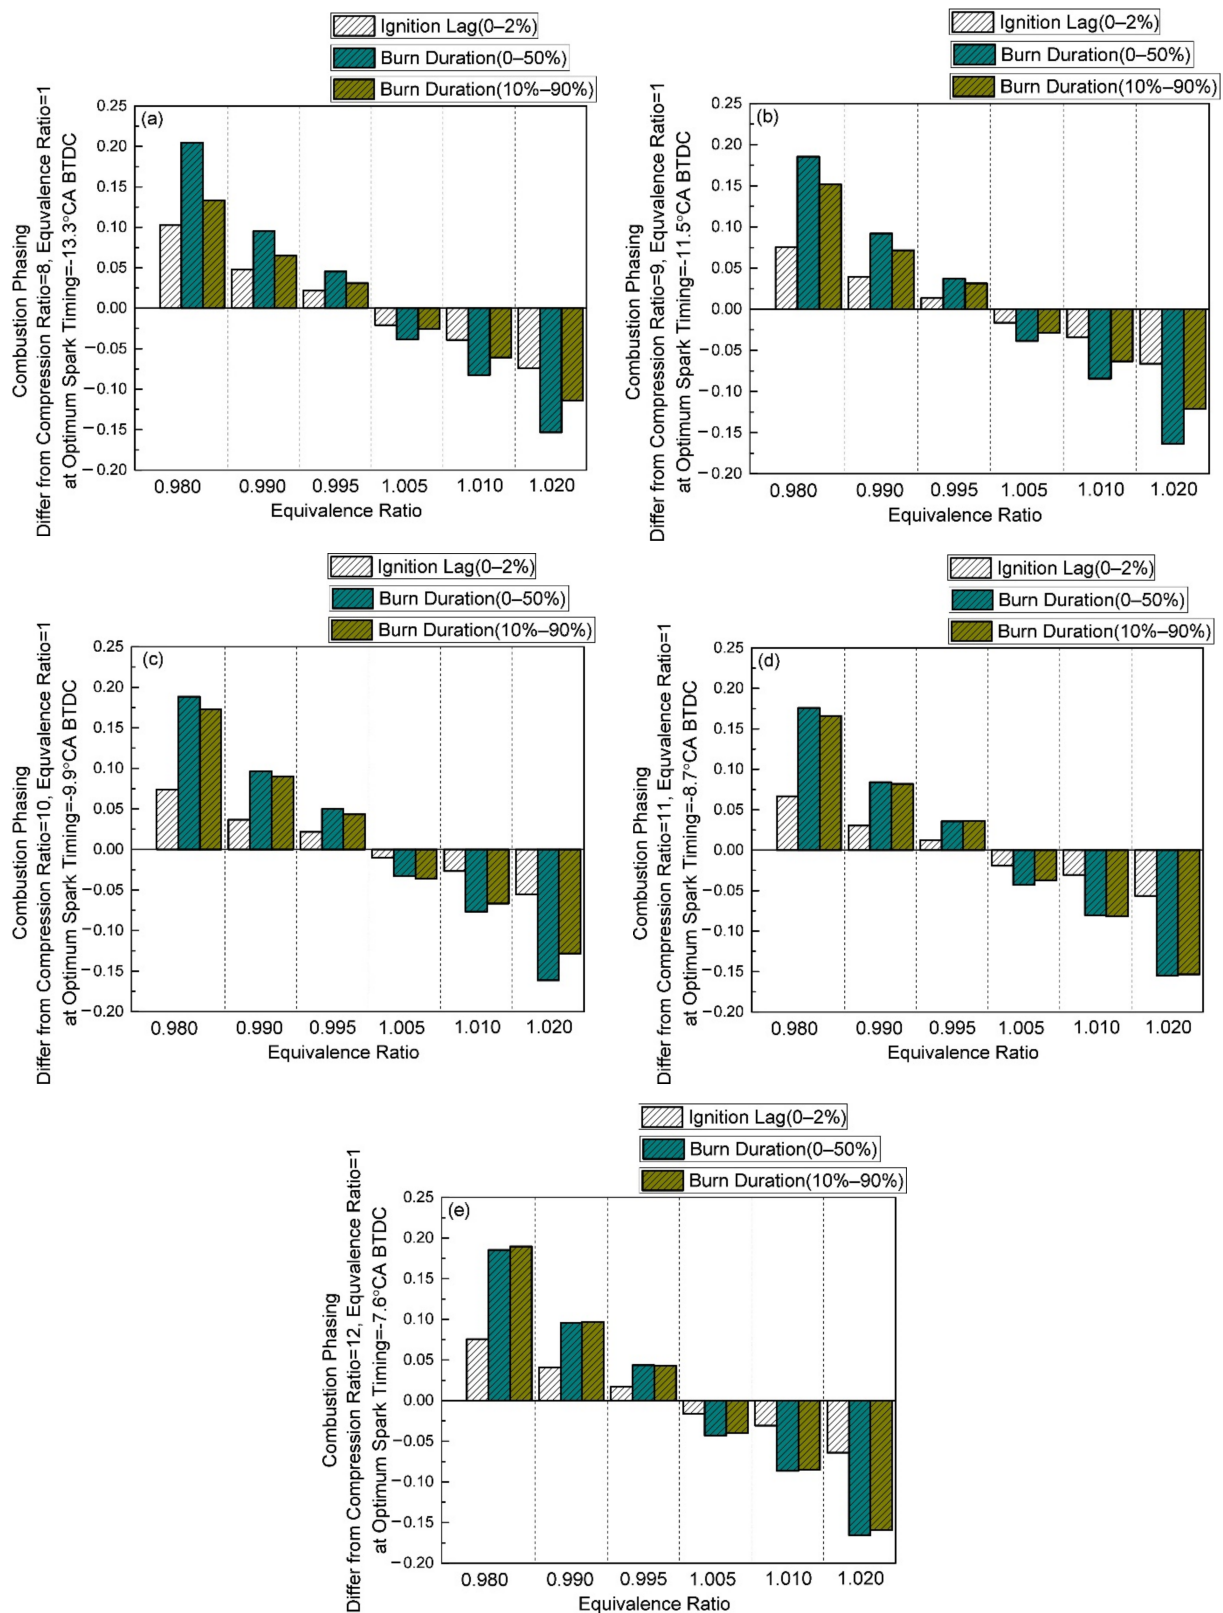 Ignition Lag(0–2%)
Burn Duration(0–50%)
Burn Duration(10%–90%)
(a)
0.25
0.20
0.15
0.10
0.05
0.00
−0.05
−0.10
−0.15
−0.20
0.980 0.990 0.995 1.005 1.010 1.020
Equivalence Ratio
Combustion Phasing
Differ from Compression Ratio=8, Equvalence Ratio=1
at Optimum Spark Timing=-13.3°CA BTDC
Ignition Lag(0–2%)
Burn Duration(0–50%)
Burn Duration(10%–90%)
(b)
0.25
0.20
0.15
0.10
0.05
0.00
−0.05
−0.10
−0.15
−0.20
0.980 0.990 0.995 1.005 1.010 1.020
Equivalence Ratio
Combustion Phasing
Differ from Compression Ratio=9, Equvalence Ratio=1
at Optimum Spark Timing=-11.5°CA BTDC
Ignition Lag(0–2%)
Burn Duration(0–50%)
Burn Duration(10%–90%)
(c)
0.25
0.20
0.15
0.10
0.05
0.00
−0.05
−0.10
−0.15
−0.20
0.980 0.990 0.995 1.005 1.010 1.020
Equivalence Ratio
Combustion Phasing
Differ from Compression Ratio=10, Equvalence Ratio=1
at Optimum Spark Timing=-9.9°CA BTDC
Ignition Lag(0–2%)
Burn Duration(0–50%)
Burn Duration(10%–90%)
(d)
0.25
0.20
0.15
0.10
0.05
0.00
−0.05
−0.10
−0.15
−0.20
0.980 0.990 0.995 1.005 1.010 1.020
Equivalence Ratio
Combustion Phasing
Differ from Compression Ratio=11, Equvalence Ratio=1
at Optimum Spark Timing=-8.7°CA BTDC
Ignition Lag(0–2%)
Burn Duration(0–50%)
Burn Duration(10%–90%)
(e)
0.25
0.20
0.15
0.10
0.05
0.00
−0.05
−0.10
−0.15
−0.20
0.980 0.990 0.995 1.005 1.010 1.020
Equivalence Ratio
Combustion Phasing
Differ from Compression Ratio=12, Equvalence Ratio=1
at Optimum Spark Timing=-7.6°CA BTDC